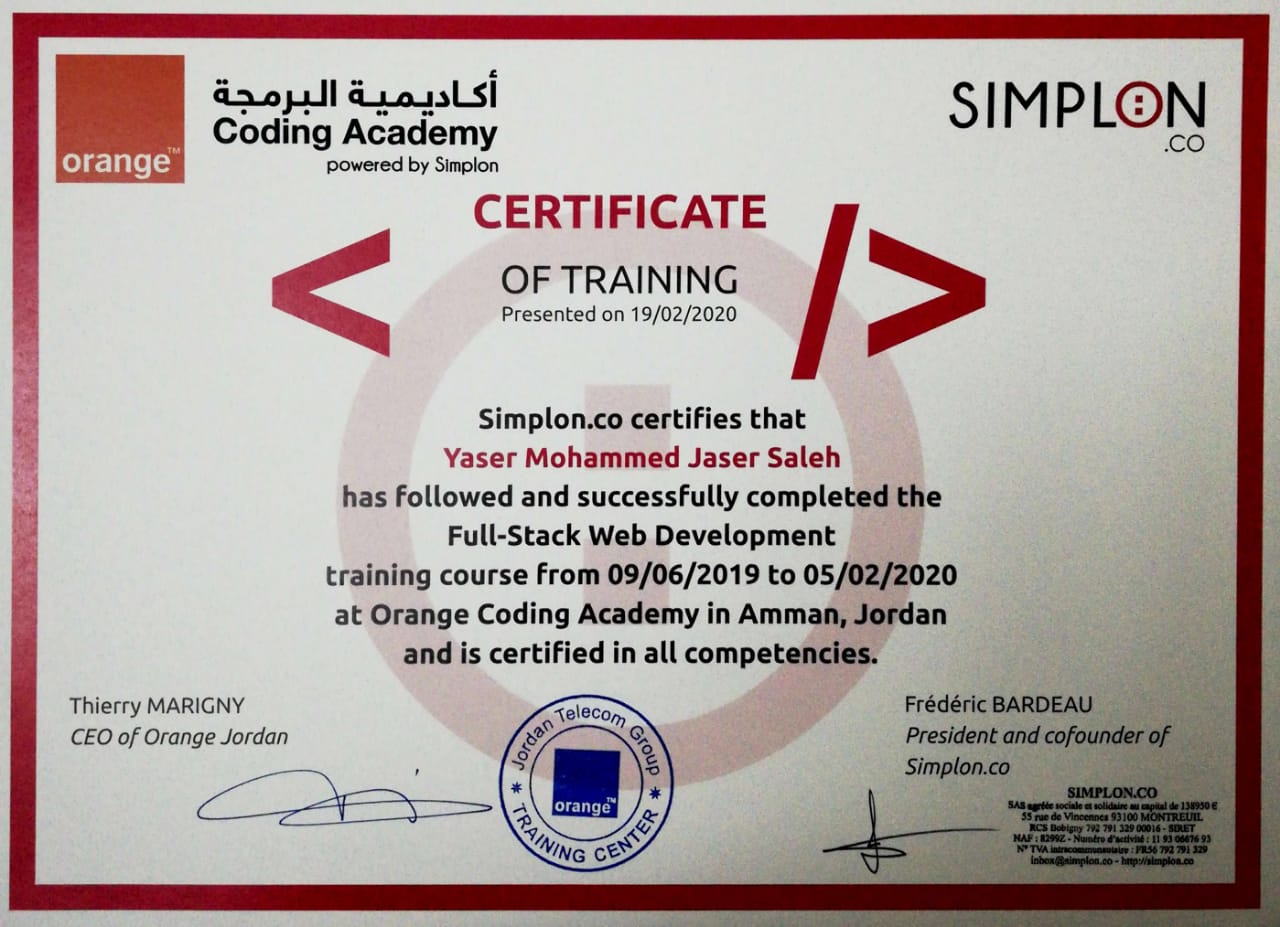 orange™
أكاديمية البرمجة
Coding Academy
powered by Simplon
SIMPLON
.CO
CERTIFICATE
< />
OF TRAINING
Presented on 19/02/2020
Simplon.co certifies that
Yaser Mohammed Jaser Saleh
has followed and successfully completed the
Full-Stack Web Development
training course from 09/06/2019 to 05/02/2020
at Orange Coding Academy in Amman, Jordan
and is certified in all competencies.
Thierry MARIGNY
CEO of Orange Jordan
Jordan Telecom Group
orange™
* TRAINING CENTER *
Frédéric BARDEAU
President and cofounder of
Simplon.co
SIMPLON.CO
SAS agréée sociale et solidaire au capital de 138950 €
55 rue de Vincennes 93100 MONTREUIL
RCS Bobigny 792 791 329 00016 - SIRET
NAF : 8299Z - Numéro d'activité : 11 93 06676 93
N° TVA intracommunautaire : FR56 792 791 329
inbox@simplon.co - http://simplon.co